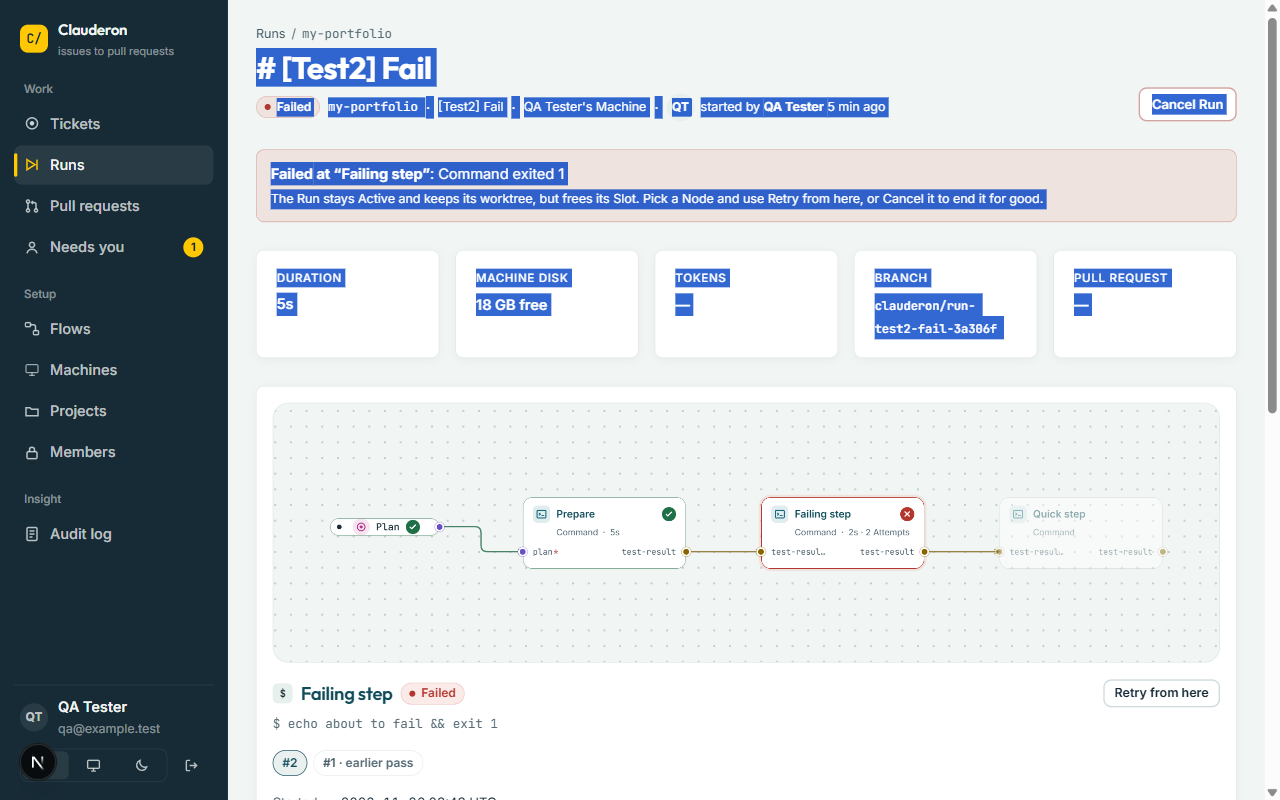 C/
Clauderon
issues to pull requests
Work
Tickets
Runs
Pull requests
Needs you
1
Setup
Flows
Machines
Projects
Members
Insight
Audit log
QT
QA Tester
qa@example.test
N
Runs / my-portfolio
# [Test2] Fail
Failed my-portfolio · [Test2] Fail · QA Tester's Machine · QT started by QA Tester 5 min ago
Cancel Run
Failed at “Failing step”: Command exited 1
The Run stays Active and keeps its worktree, but frees its Slot. Pick a Node and use Retry from here, or Cancel it to end it for good.
DURATION
5s
MACHINE DISK
18 GB free
TOKENS
—
BRANCH
clauderon/run-
test2-fail-3a306f
PULL REQUEST
—
Plan
Prepare
Command · 5s
plan* test-result
Failing step
Command · 2s · 2 Attempts
test-resul… test-result
Quick step
Command
test-resul… test-result
$ Failing step Failed
Retry from here
$ echo about to fail && exit 1
#2 #1 · earlier pass